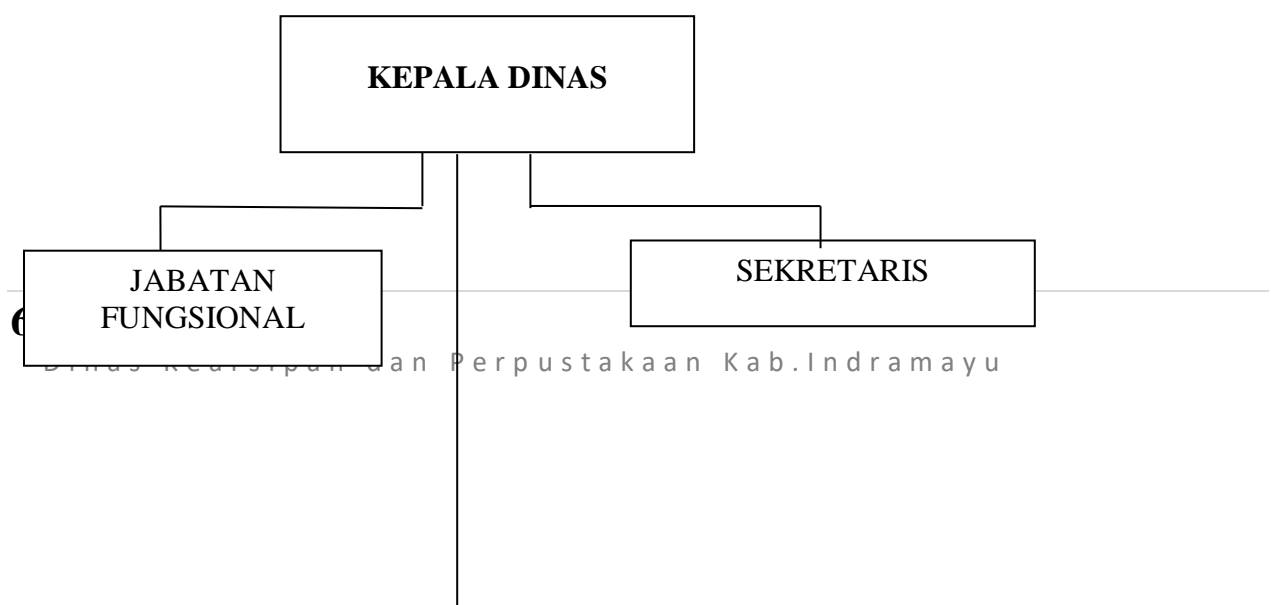 KEPALA DINAS
JABATAN
FUNGSIONAL
SEKRETARIS
Dinas Kearsipan dan Perpustakaan Kab.Indramayu